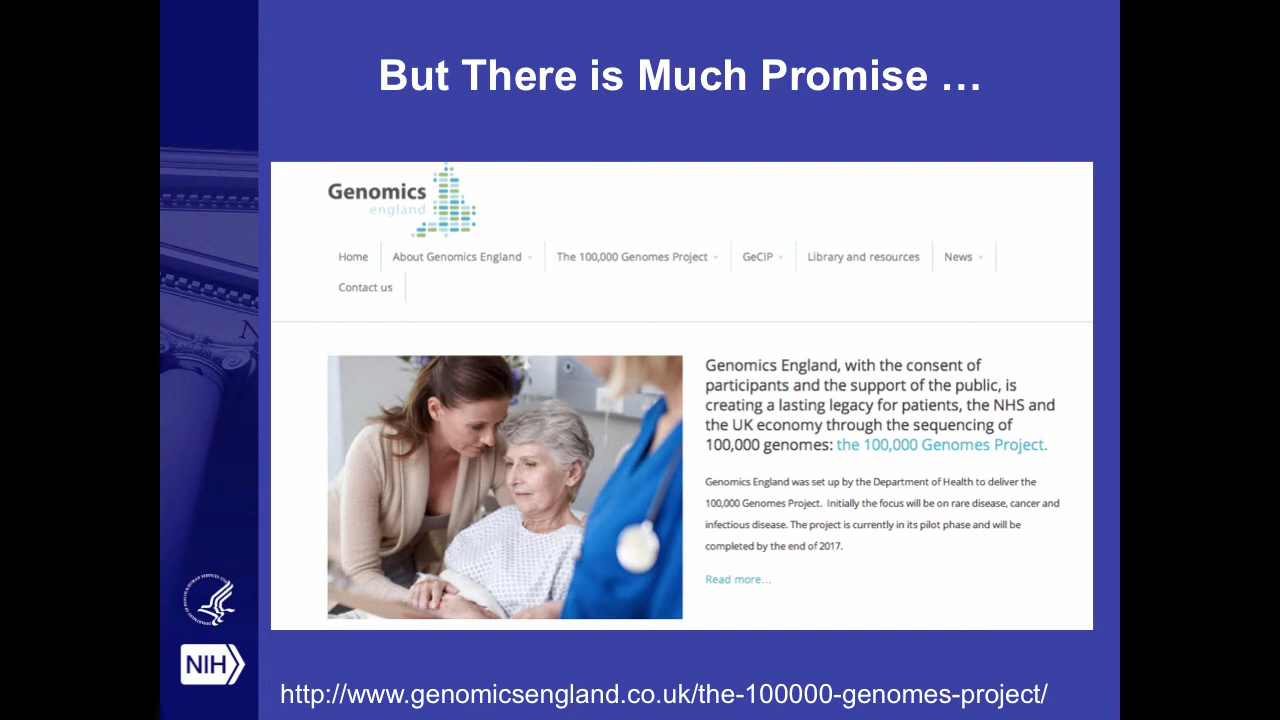 But There is Much Promise …
Genomics
england
Home
About Genomics England
The 100,000 Genomes Project
GeCIP
Library and resources
News
Contact us
Genomics England, with the consent of
participants and the support of the public, is
creating a lasting legacy for patients, the NHS and
the UK economy through the sequencing of
100,000 genomes: the 100,000 Genomes Project.
Genomics England was set up by the Department of Health to deliver the
100,000 Genomes Project. Initially the focus will be on rare disease, cancer and
infectious disease. The project is currently in its pilot phase and will be
completed by the end of 2017.
Read more...
NIH
http://www.genomicsengland.co.uk/the-100000-genomes-project/